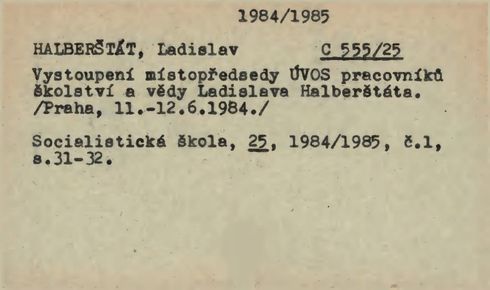 1984/1985
HALBERŠTÁT, Ladislav C 555/25
Vystoupení místopředsedy ÚVOS pracovníků
školství a vědy Ladislava Halberštáta.
/Praha, 11.-12.6.1984./
Socialistická škola, 25, 1984/1985, č.1,
s.31-32.